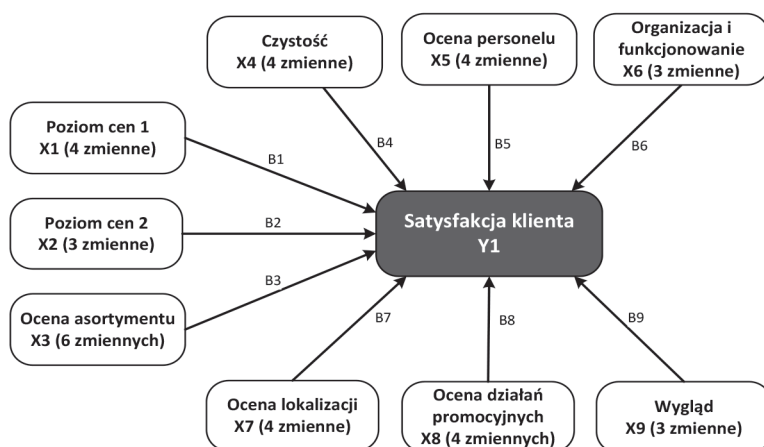 Czystość
X4 (4 zmienne)
Ocena personelu
X5 (4 zmienne)
Organizacja i
funkcjonowanie
X6 (3 zmienne)
Poziom cen 1
X1 (4 zmienne)
B1
B4
B5
B6
Poziom cen 2
X2 (3 zmienne)
B2
Satysfakcja klienta
Y1
Ocena asortymentu
X3 (6 zmiennych)
B3
B7
B8
B9
Ocena lokalizacji
X7 (4 zmienne)
Ocena działań
promocyjnych
X8 (4 zmiennych)
Wygląd
X9 (3 zmienne)